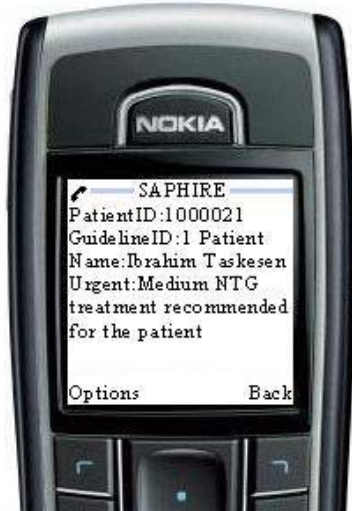 NOKIA
SAPHIRE
PatientID:1000021
GuidelineID:1 Patient
Name:Ibrahim Taskesen
Urgent:Medium NTG
treatment recommended
for the patient
Options Back